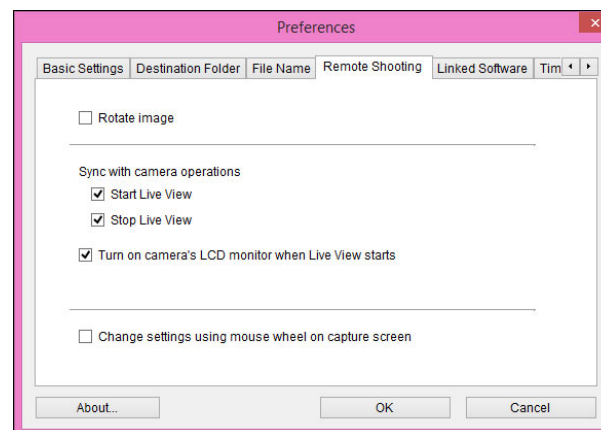 Preferences
Basic Settings Destination Folder File Name Remote Shooting Linked Software Tim
Rotate image
Sync with camera operations
Start Live View
Stop Live View
Turn on camera's LCD monitor when Live View starts
Change settings using mouse wheel on capture screen
About... OK Cancel